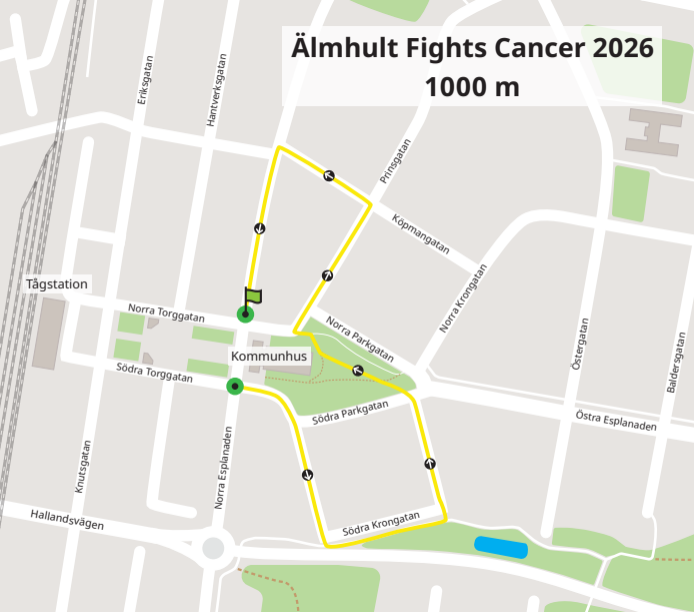 Älmhult Fights Cancer 2026
1000 m
Eriksgatan
Hantverksgatan
Prinsgatan
Köpmangatan
Norra Krongatan
Tågstation
Norra Torggatan
Norra Parkgatan
Kommunhus
Södra Torggatan
Södra Parkgatan
Östergatan
Baldersgatan
Östra Esplanaden
Knutsgatan
Norra Esplanaden
Hallandsvägen
Södra Krongatan